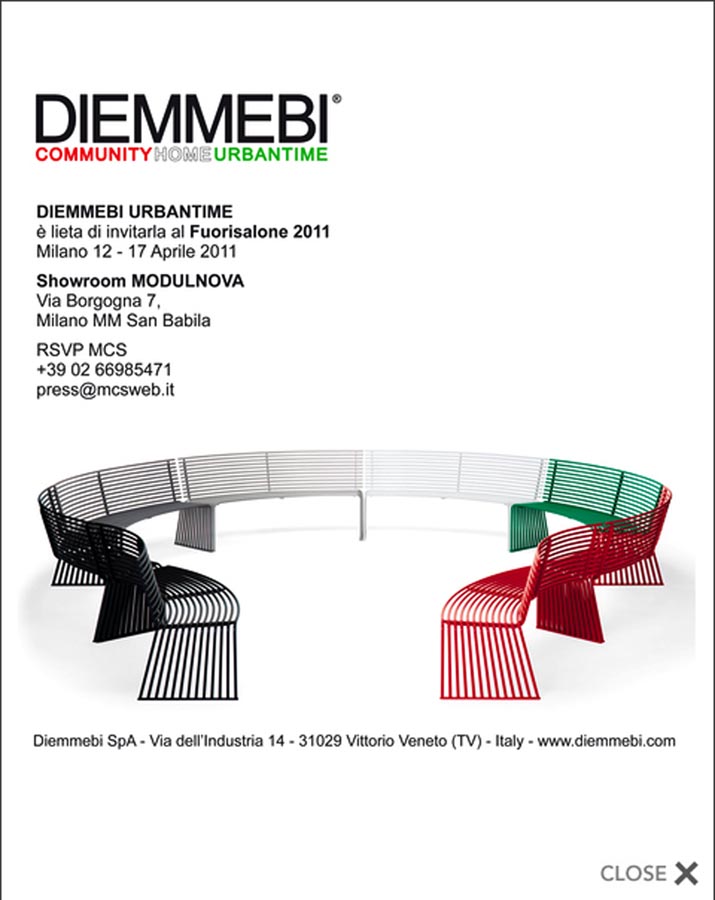 DIEMMEBI®
COMMUNITYHOMEURBANTIME
DIEMMEBI URBANTIME
è lieta di invitarla al Fuorisalone 2011
Milano 12 - 17 Aprile 2011
Showroom MODULNOVA
Via Borgogna 7,
Milano MM San Babila
RSVP MCS
+39 02 66985471
press@mcsweb.it
Diemmebi SpA - Via dell'Industria 14 - 31029 Vittorio Veneto (TV) - Italy - www.diemmebi.com
CLOSE